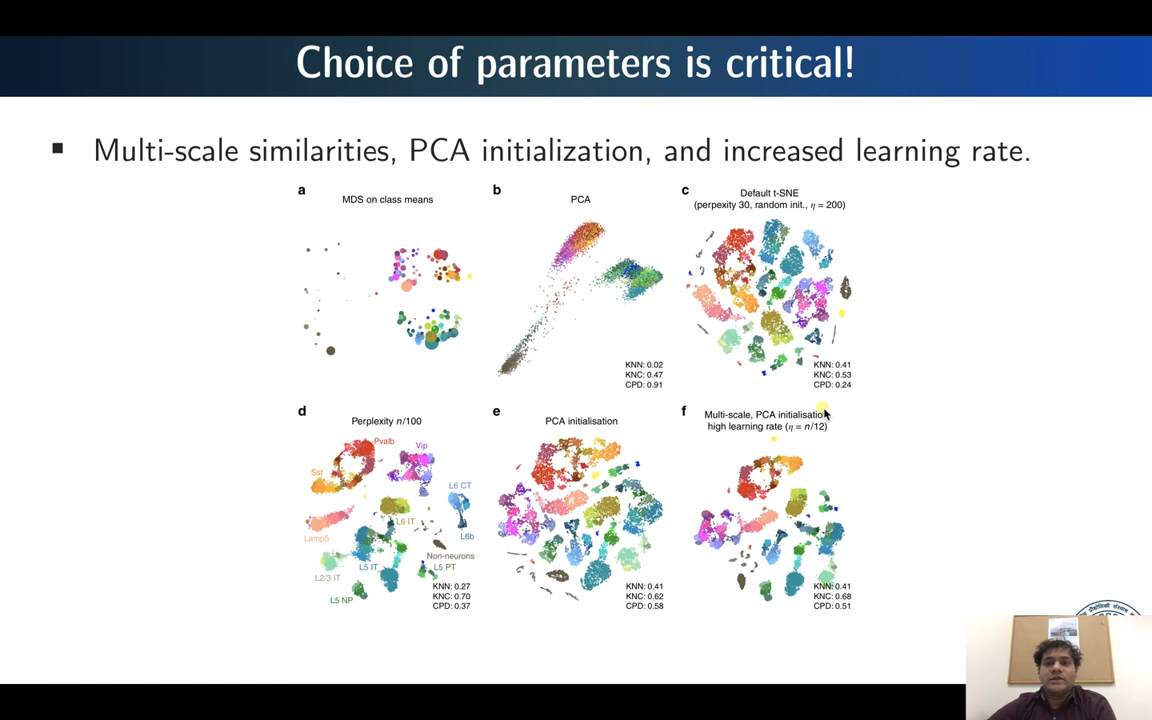 Choice of parameters is critical!
▪ Multi-scale similarities, PCA initialization, and increased learning rate.
a
MDS on class means
b
PCA
KNN: 0.02
KNC: 0.47
CPD: 0.91
c
Default t-SNE
(perpexity 30, random init., η = 200)
KNN: 0.41
KNC: 0.53
CPD: 0.24
d
Perplexity n/100
Pvalb
Vip
Sst
L6 CT
L6 IT
Lamp5
L6b
Non-neurons
L5 PT
L5 IT
L2/3 IT
L5 NP
KNN: 0.27
KNC: 0.70
CPD: 0.37
e
PCA initialisation
KNN: 0.41
KNC: 0.62
CPD: 0.58
f
Multi-scale, PCA initialisatio
high learning rate (η = n/12)
KNN: 0.41
KNC: 0.68
CPD: 0.51